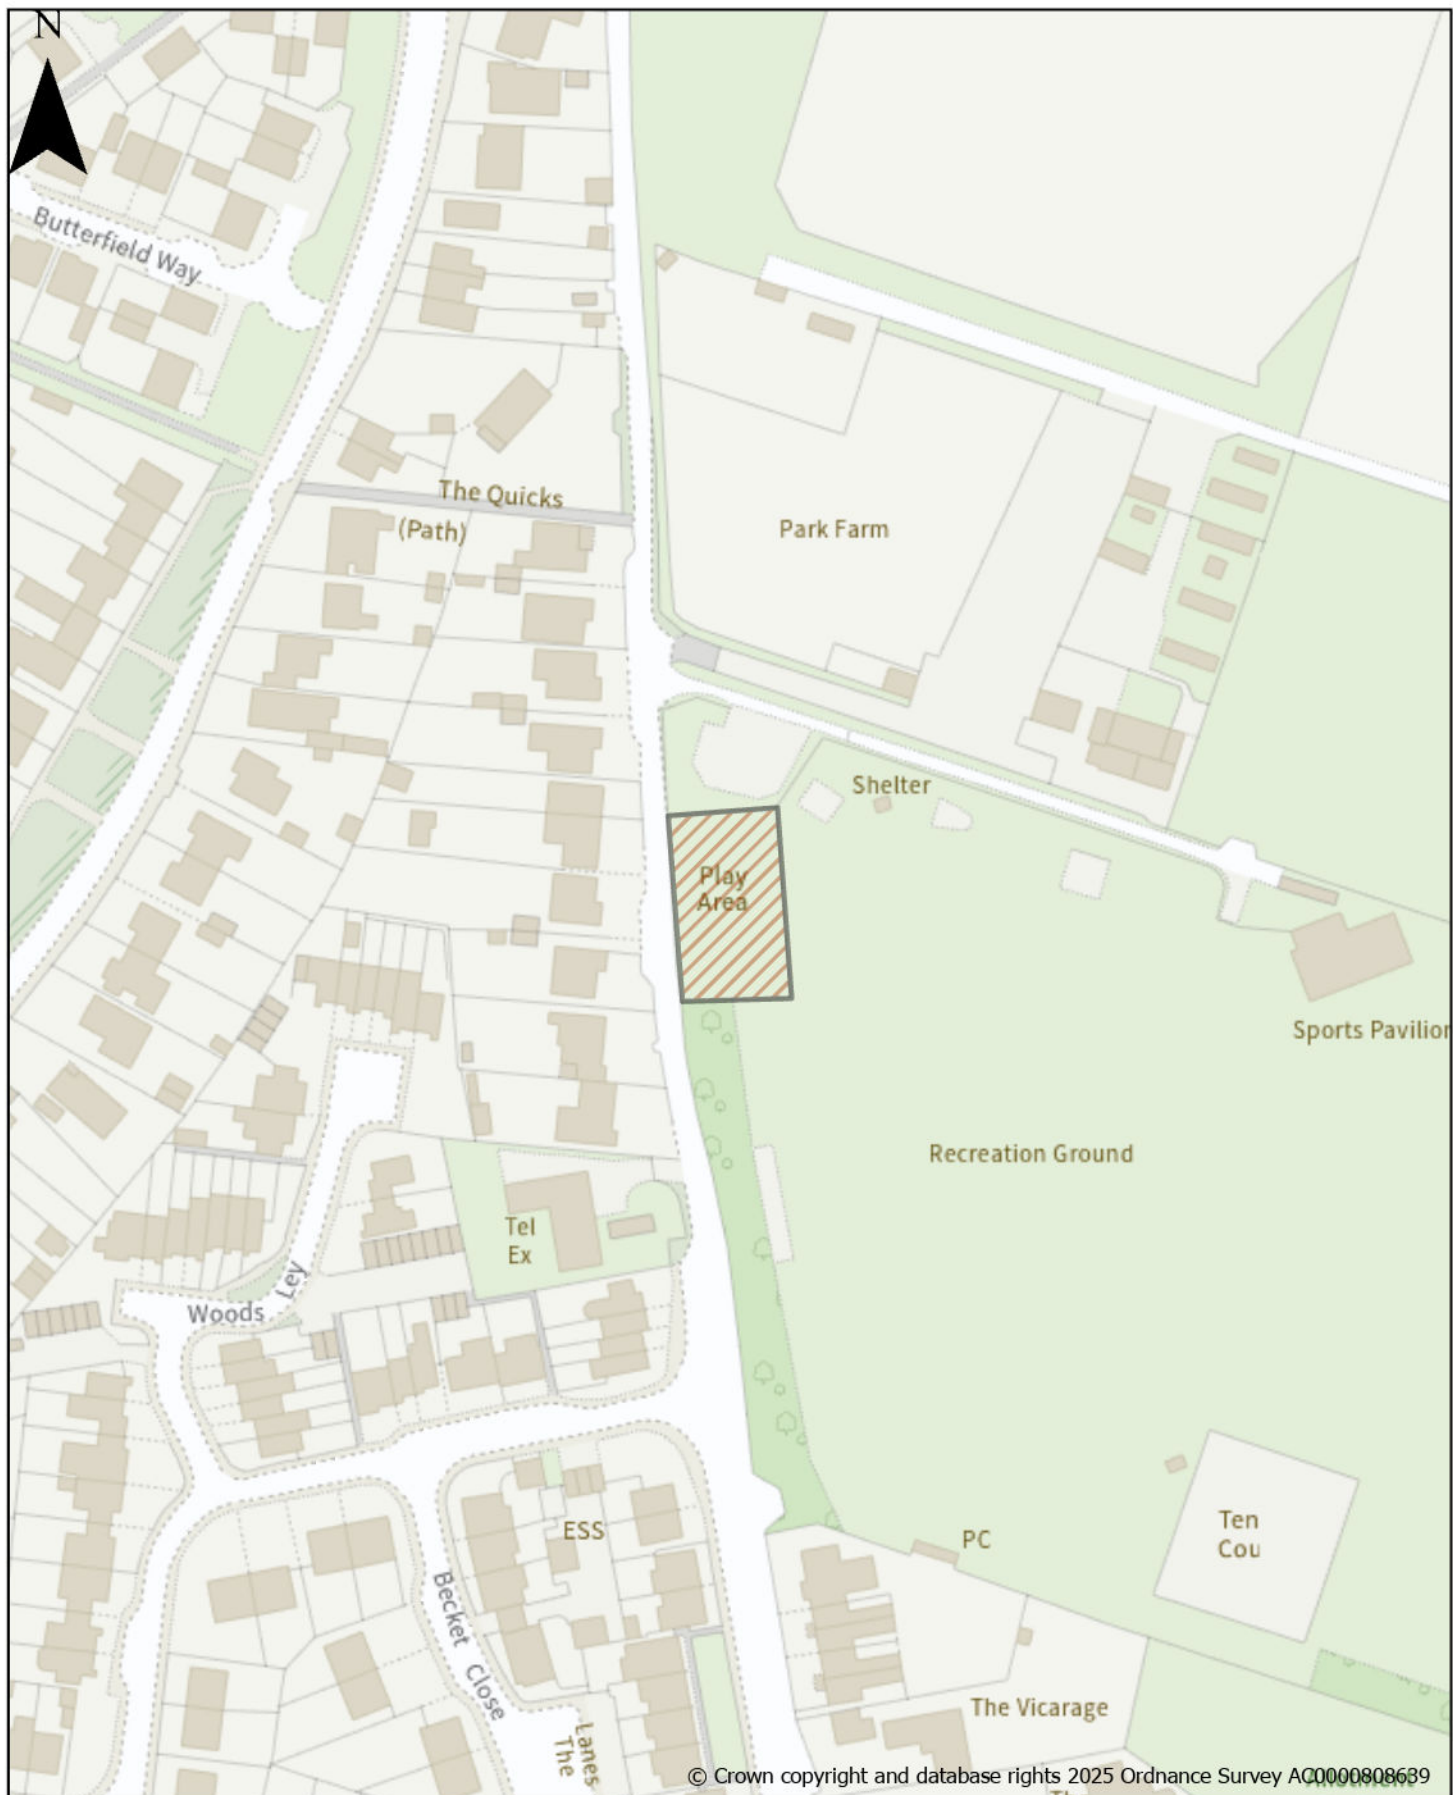 N
Butterfield Way
The Quicks
(Path)
Park Farm
Shelter
Play
Area
Sports Pavilion
Recreation Ground
Tel
Ex
Woods Ley
Ten
Cou
ESS
PC
Becket Close
The Vicarage
The
Lanes
© Crown copyright and database rights 2025 Ordnance Survey AC0000808639